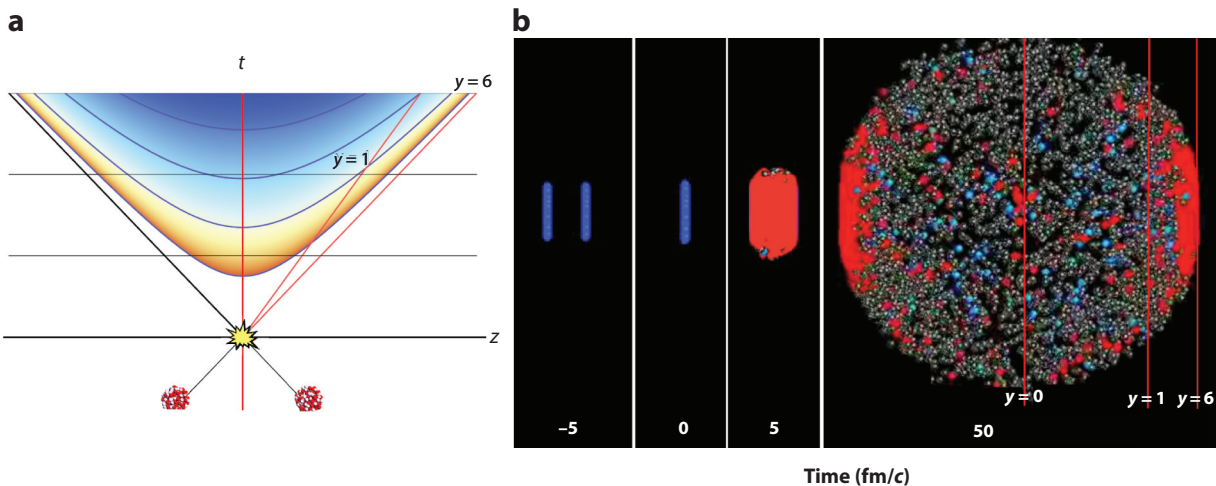 a
t
y = 6
y = 1
z
b
y = 0
y = 1
y = 6
–5
0
5
50
Time (fm/c)